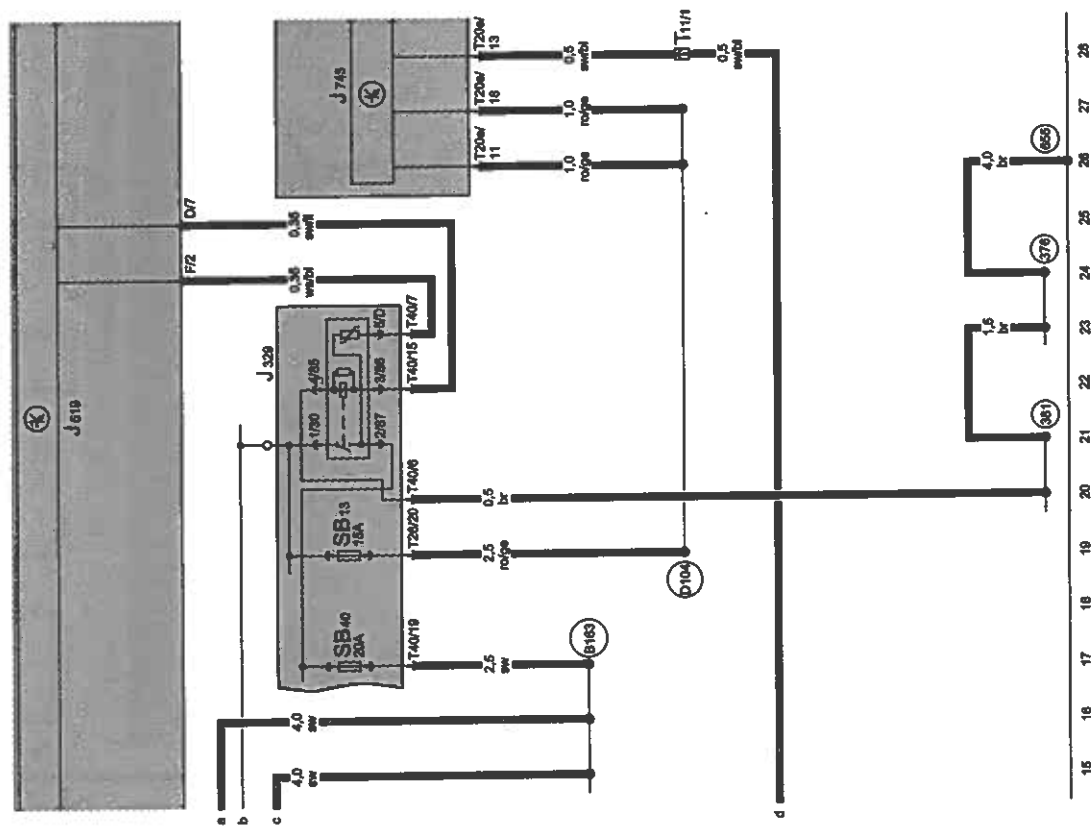 J519
F/2
D/7
0,35
ws/bl
0,35
sw/li
J745
T20e/
11
T20e/
18
T20e/
13
1,0
ro/ge
1,0
ro/ge
0,5
sw/bl
T11/1
0,5
sw/bl
J329
1/30
4/85
2/87
3/86
5/D
SB40
20A
SB13
15A
T40/19
T26/20
T40/6
T40/15
T40/7
2,5
sw
2,5
ro/ge
0,5
br
a
b
c
d
4,0
sw
4,0
sw
B163
D104
1,5
br
4,0
br
381
376
655
15
16
17
18
19
20
21
22
23
24
25
26
27
28